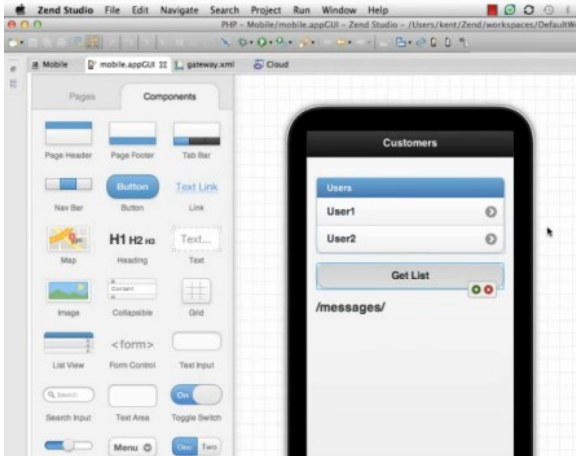 Zend Studio File Edit Navigate Search Project Run Window Help
PHP - Mobile/mobile.appGUI - Zend Studio - /Users/kent/Zend/workspaces/DefaultWo
Mobile mobile.appGUI gateway.xml Cloud
Pages Components
Page Header Page Footer Tab Bar
Button Text Link
Nav Bar Button Link
H1 H2 H3 Text...
Map Heading Text
Content
Image Collapsible Grid
<form>
List View Form Control Text Input
Search On
Search Input Text Area Toggle Switch
Menu One Two
Customers
Users
User1
User2
Get List
/messages/